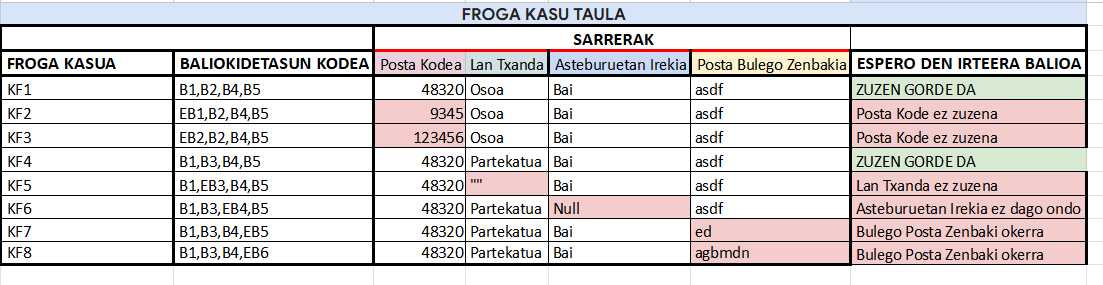 FROGA KASU TAULA
SARRERAK
FROGA KASUA BALIOKIDETASUN KODEA Posta Kodea Lan Txanda Asteburuetan Irekia Posta Bulego Zenbakia ESPERO DEN IRTEERA BALIOA
KF1 B1,B2,B4,B5 48320 Osoa Bai asdf ZUZEN GORDE DA
KF2 EB1,B2,B4,B5 9345 Osoa Bai asdf Posta Kode ez zuzena
KF3 EB2,B2,B4,B5 123456 Osoa Bai asdf Posta Kode ez zuzena
KF4 B1,B3,B4,B5 48320 Partekatua Bai asdf ZUZEN GORDE DA
KF5 B1,EB3,B4,B5 48320 "" Bai asdf Lan Txanda ez zuzena
KF6 B1,B3,EB4,B5 48320 Partekatua Null asdf Asteburuetan Irekia ez dago ondo
KF7 B1,B3,B4,EB5 48320 Partekatua Bai ed Bulego Posta Zenbaki okerra
KF8 B1,B3,B4,EB6 48320 Partekatua Bai agbmdn Bulego Posta Zenbaki okerra